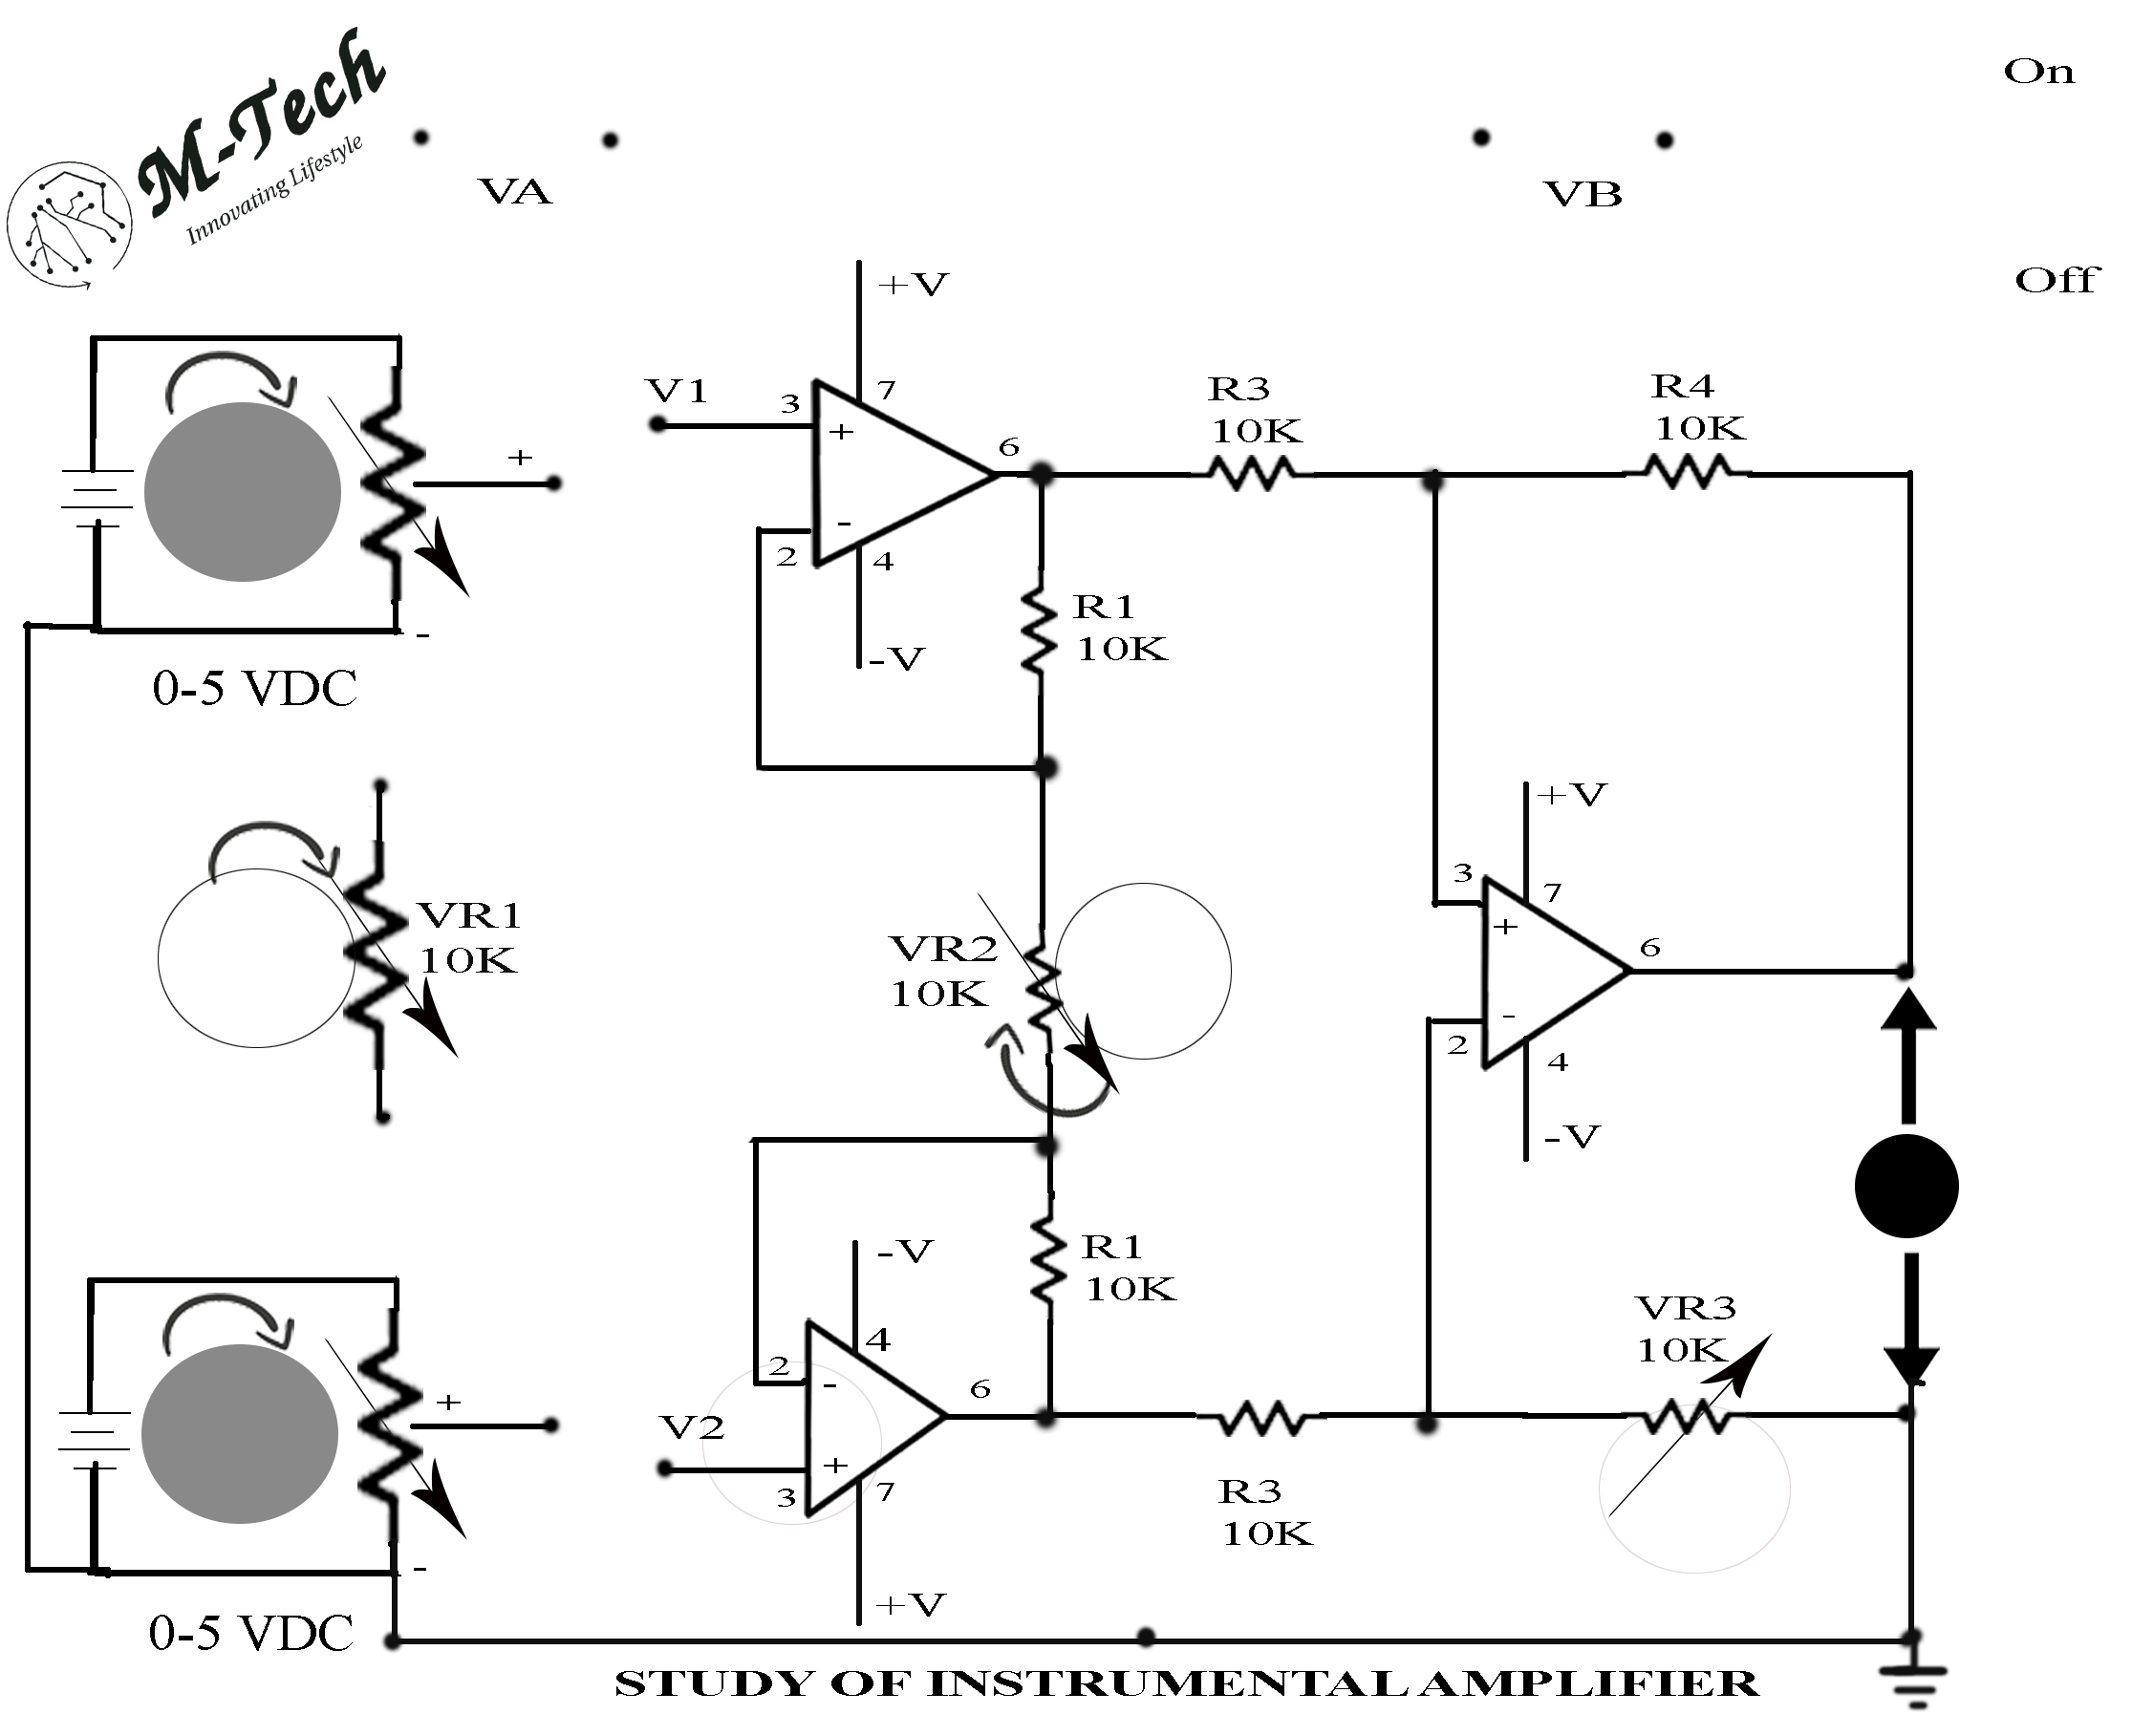 M-Tech
Innovating Lifestyle
On
Off
VA
VB
+V
V1
3
7
+
6
-
2
4
-V
R3
10K
R4
10K
+
-
0-5 VDC
R1
10K
VR1
10K
VR2
10K
+V
3
7
+
6
-
2
4
-V
R1
10K
-V
4
2
-
6
V2
+
3
7
+V
R3
10K
VR3
10K
+
-
0-5 VDC
STUDY OF INSTRUMENTAL AMPLIFIER